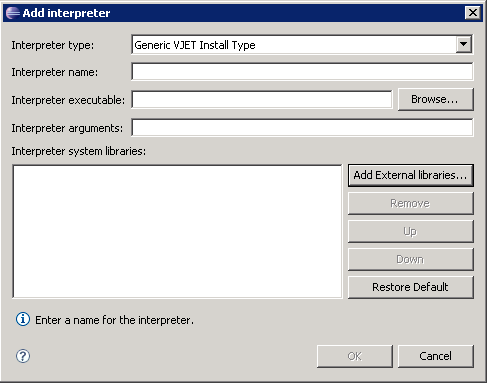 Add interpreter
Interpreter type: Generic VJET Install Type
Interpreter name:
Interpreter executable: Browse...
Interpreter arguments:
Interpreter system libraries:
Add External libraries...
Remove
Up
Down
Restore Default
Enter a name for the interpreter.
OK Cancel